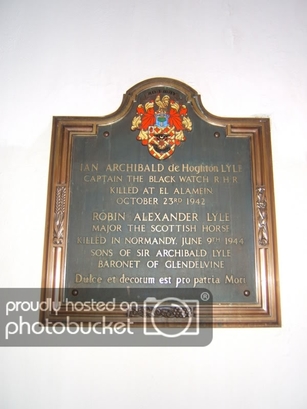 IAN ARCHIBALD de Hoghton LYLE
CAPTAIN THE BLACK WATCH R.H.R
KILLED AT EL ALAMEIN
OCTOBER 23RD 1942
ROBIN ALEXANDER LYLE
MAJOR THE SCOTTISH HORSE
KILLED IN NORMANDY, JUNE 9TH 1944
SONS OF SIR ARCHIBALD LYLE
BARONET OF GLENDELVINE
Dulce et decorum est pro patria Mori
proudly hosted on
photobucket